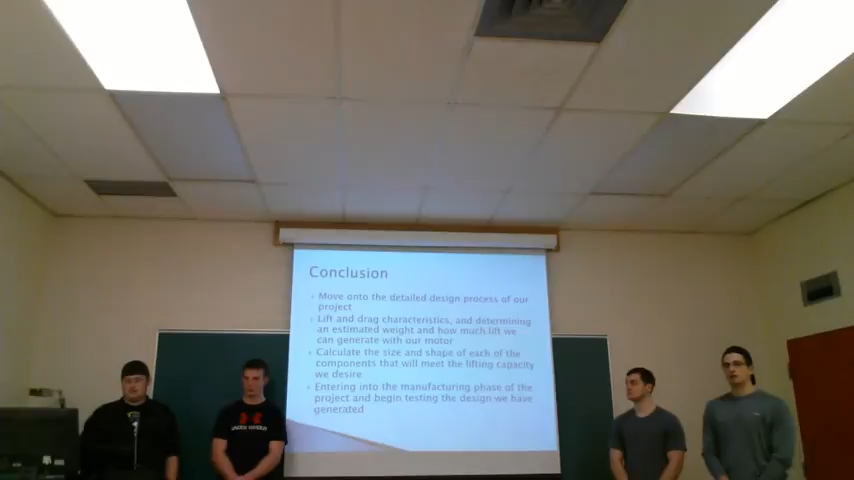 Conclusion
Move onto the detailed design process of our
project
Lift and drag characteristics, and determining
an estimated weight and how much lift we
can generate with our motor
Calculate the size and shape of each of the
components that will meet the lifting capacity
we desire
Entering into the manufacturing phase of the
project and begin testing the design we have
generated
UNDER ARMOUR